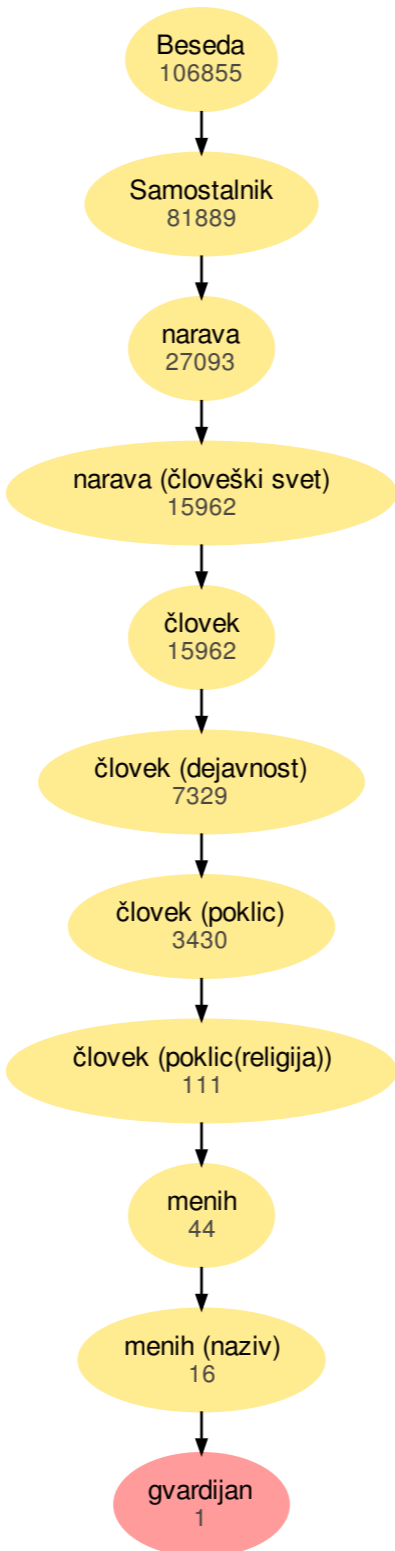 Beseda
106855
Samostalnik
81889
narava
27093
narava (človeški svet)
15962
človek
15962
človek (dejavnost)
7329
človek (poklic)
3430
človek (poklic(religija))
111
menih
44
menih (naziv)
16
gvardijan
1